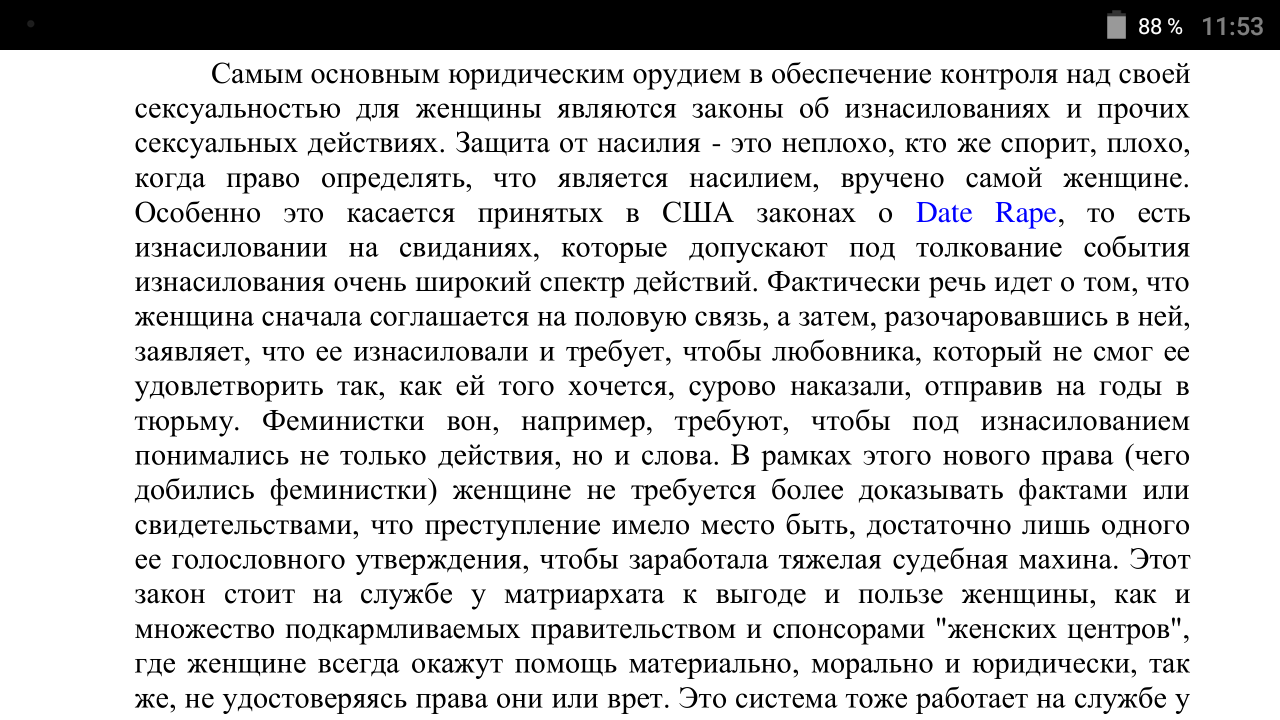 88 % 11:53
Самым основным юридическим орудием в обеспечение контроля над своей
сексуальностью для женщины являются законы об изнасилованиях и прочих
сексуальных действиях. Защита от насилия - это неплохо, кто же спорит, плохо,
когда право определять, что является насилием, вручено самой женщине.
Особенно это касается принятых в США законах о Date Rape, то есть
изнасиловании на свиданиях, которые допускают под толкование события
изнасилования очень широкий спектр действий. Фактически речь идет о том, что
женщина сначала соглашается на половую связь, а затем, разочаровавшись в ней,
заявляет, что ее изнасиловали и требует, чтобы любовника, который не смог ее
удовлетворить так, как ей того хочется, сурово наказали, отправив на годы в
тюрьму. Феминистки вон, например, требуют, чтобы под изнасилованием
понимались не только действия, но и слова. В рамках этого нового права (чего
добились феминистки) женщине не требуется более доказывать фактами или
свидетельствами, что преступление имело место быть, достаточно лишь одного
ее голословного утверждения, чтобы заработала тяжелая судебная махина. Этот
закон стоит на службе у матриархата к выгоде и пользе женщины, как и
множество подкармливаемых правительством и спонсорами "женских центров",
где женщине всегда окажут помощь материально, морально и юридически, так
же, не удостоверяясь права они или врет. Это система тоже работает на службе у